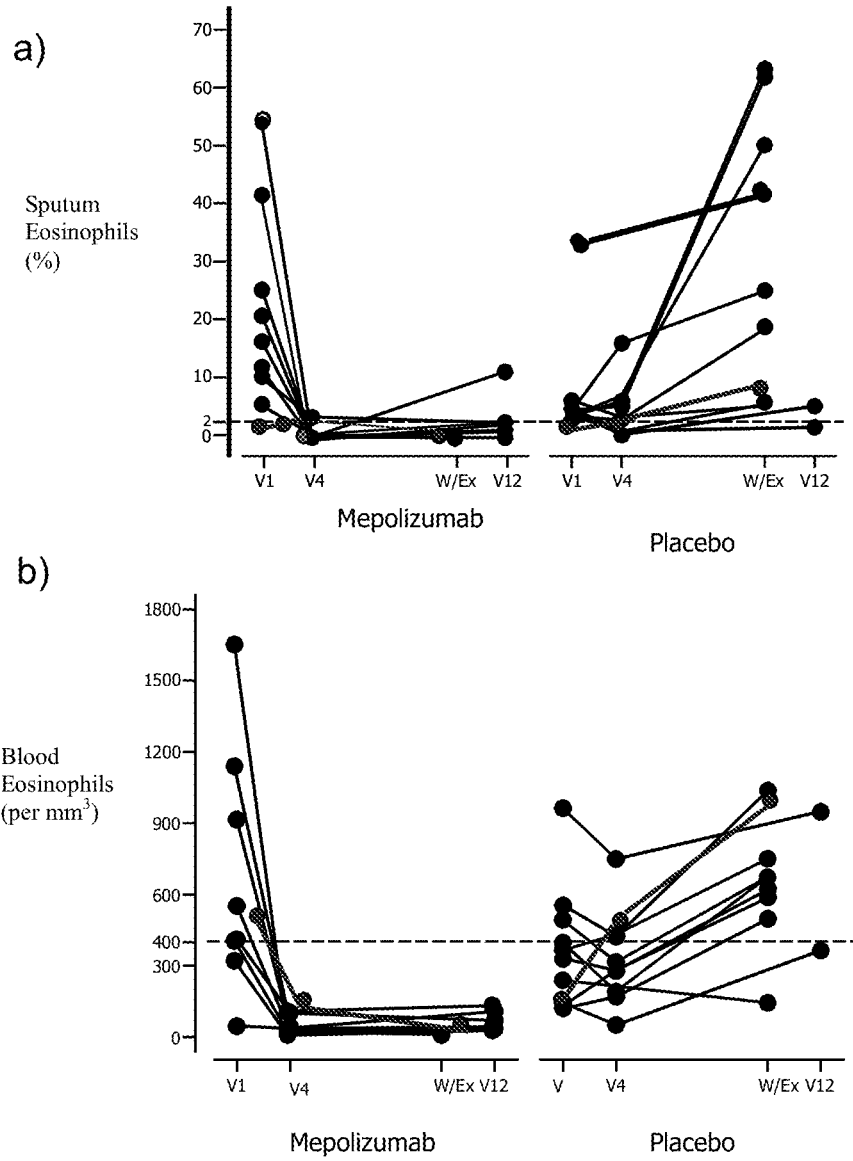 a)
Sputum
Eosinophils
(%)
70
60
50
40
30
20
10
2
0
V1 V4 W/Ex V12
Mepolizumab
V1 V4 W/Ex V12
Placebo
b)
Blood
Eosinophils
(per mm³)
1800
1500
1200
900
600
400
300
0
V1 V4 W/Ex V12
Mepolizumab
V V4 W/Ex V12
Placebo